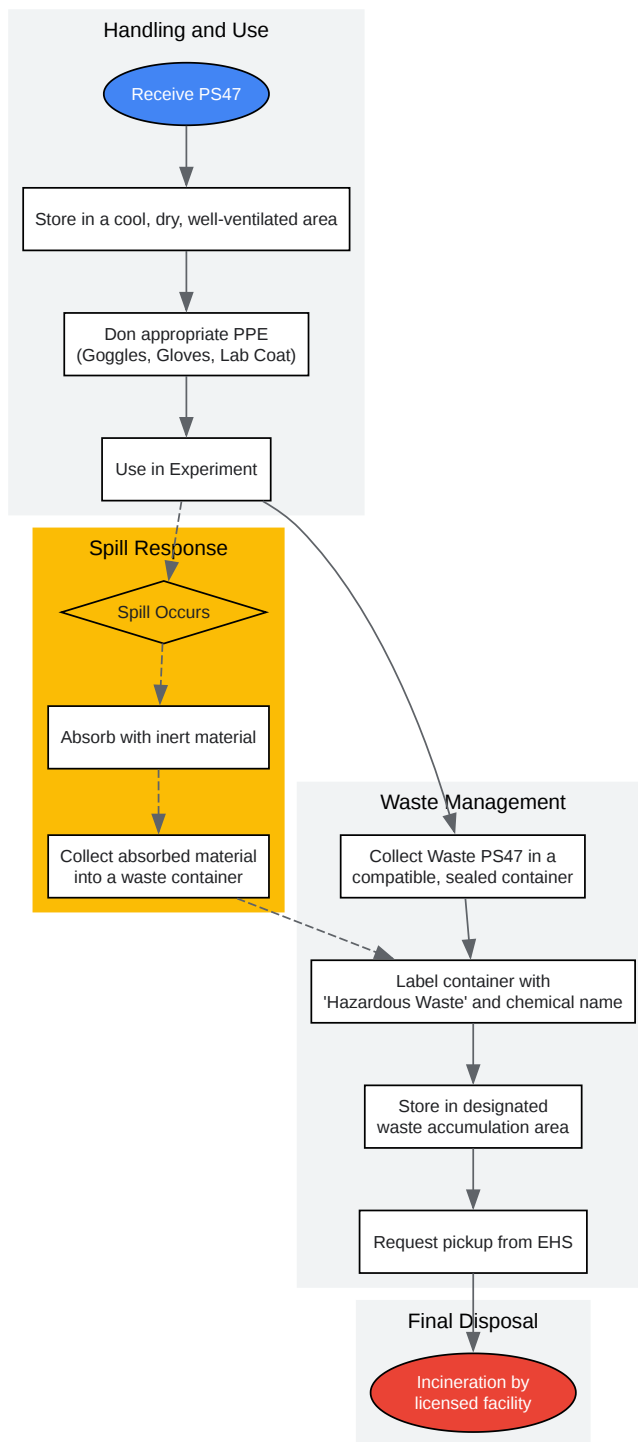 Handling and Use
Receive PS47
Store in a cool, dry, well-ventilated area
Don appropriate PPE
(Goggles, Gloves, Lab Coat)
Use in Experiment
Spill Response
Spill Occurs
Absorb with inert material
Collect absorbed material
into a waste container
Waste Management
Collect Waste PS47 in a
compatible, sealed container
Label container with
'Hazardous Waste' and chemical name
Store in designated
waste accumulation area
Request pickup from EHS
Final Disposal
Incineration by
licensed facility